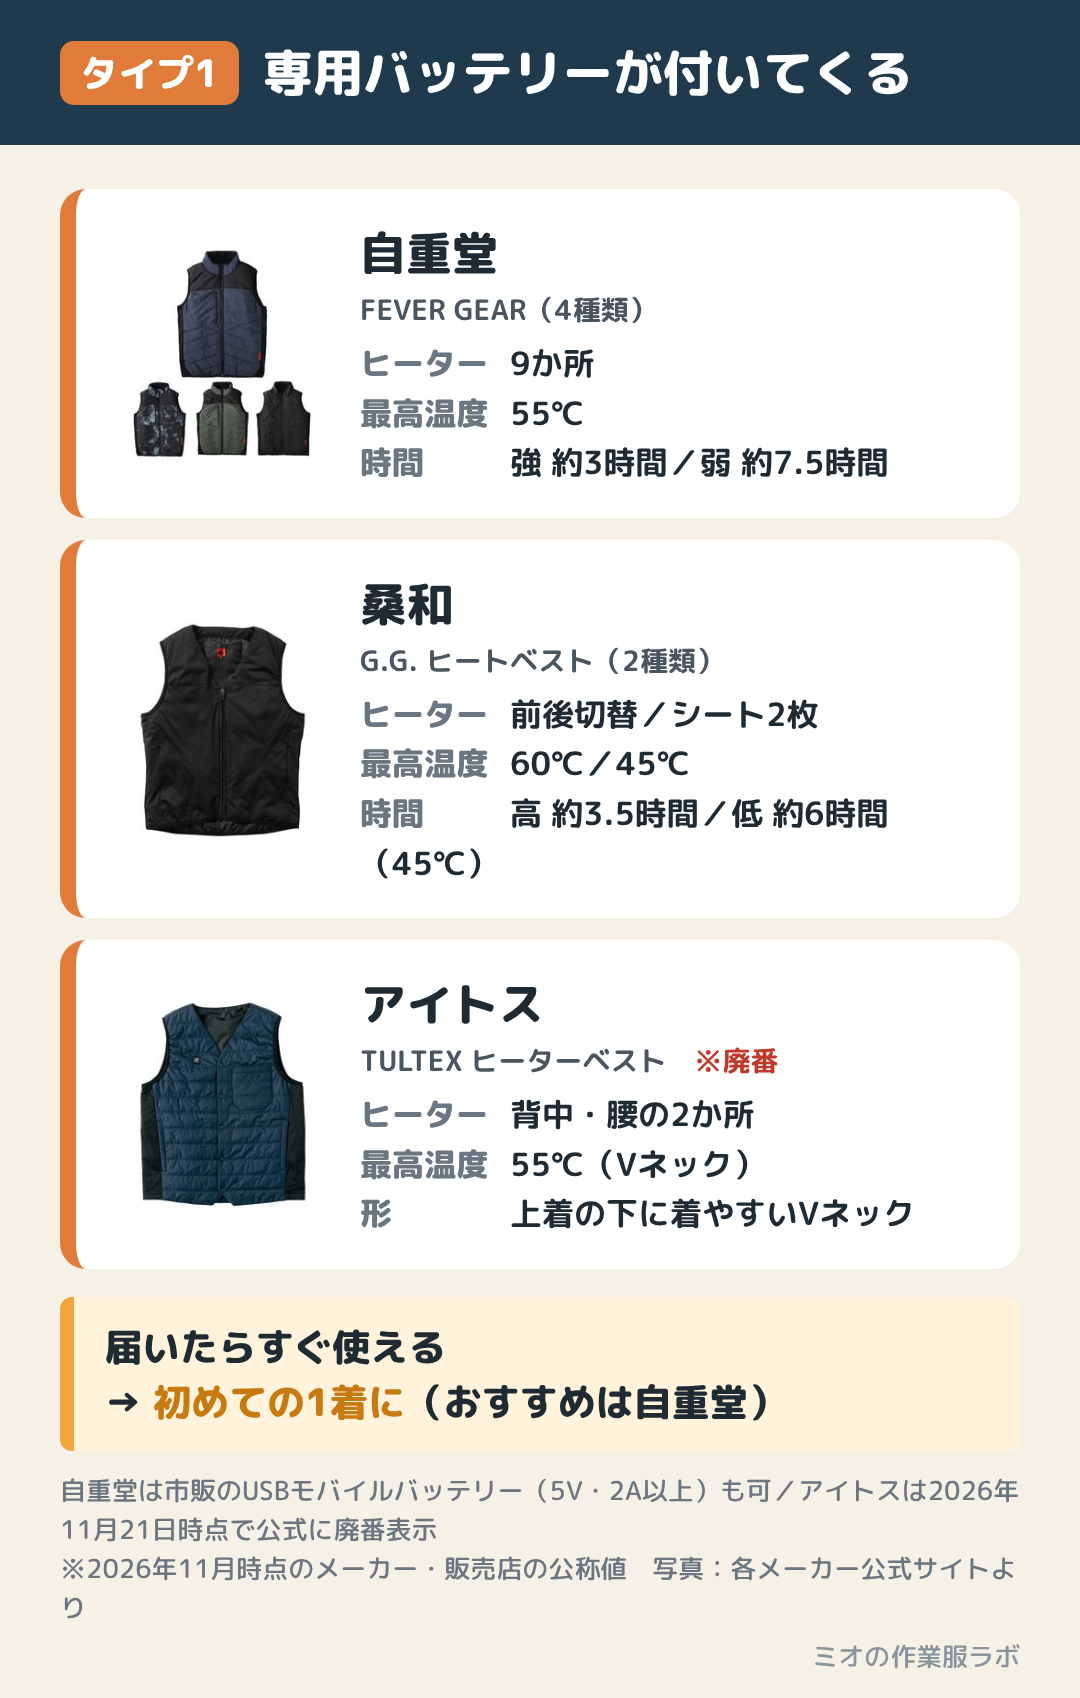 タイプ1 専用バッテリーが付いてくる
自重堂
FEVER GEAR（4種類）
ヒーター 9か所
最高温度 55℃
時間 強 約3時間／弱 約7.5時間
桑和
G.G. ヒートベスト（2種類）
ヒーター 前後切替／シート2枚
最高温度 60℃／45℃
時間 高 約3.5時間／低 約6時間
（45℃）
アイトス
TULTEX ヒーターベスト ※廃番
ヒーター 背中・腰の2か所
最高温度 55℃（Vネック）
形 上着の下に着やすいVネック
届いたらすぐ使える
→ 初めての1着に（おすすめは自重堂）
自重堂は市販のUSBモバイルバッテリー（5V・2A以上）も可／アイトスは2026年
11月21日時点で公式に廃番表示
※2026年11月時点のメーカー・販売店の公称値 写真：各メーカー公式サイトよ
り
ミオの作業服ラボ